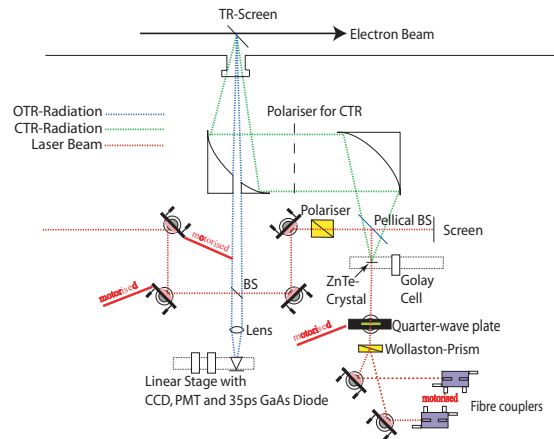 TR-Screen
Electron Beam
OTR-Radiation
CTR-Radiation
Laser Beam
Polariser for CTR
Polariser
Pellical BS
Screen
motorised
motorised
BS
ZnTe-
Crystal
Golay
Cell
Lens
motorised
Quarter-wave plate
Wollaston-Prism
Linear Stage with
CCD, PMT and 35ps GaAs Diode
motorised
Fibre couplers